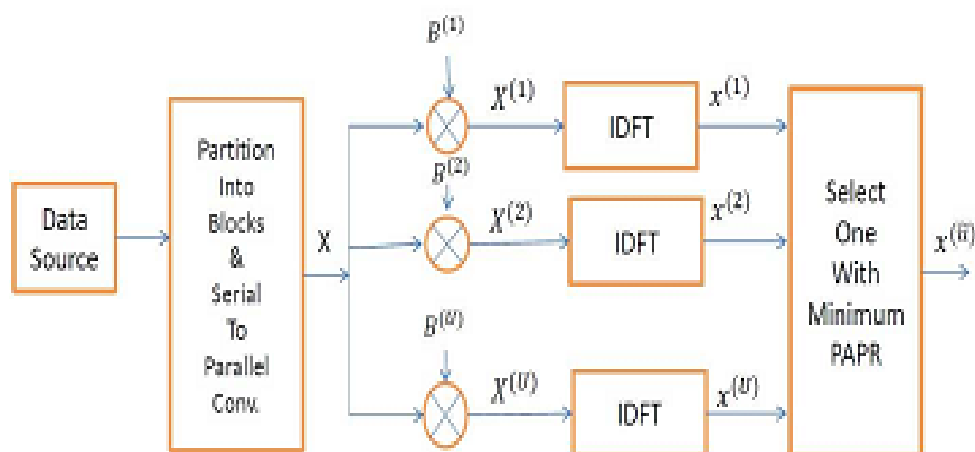 Data
Source
Partition
Into
Blocks
&
Serial
To
Parallel
Conv.
X
B^(1)
X^(1)
IDFT
x^(1)
B^(2)
X^(2)
IDFT
x^(2)
B^(U)
X^(U)
IDFT
x^(U)
Select
One
With
Minimum
PAPR